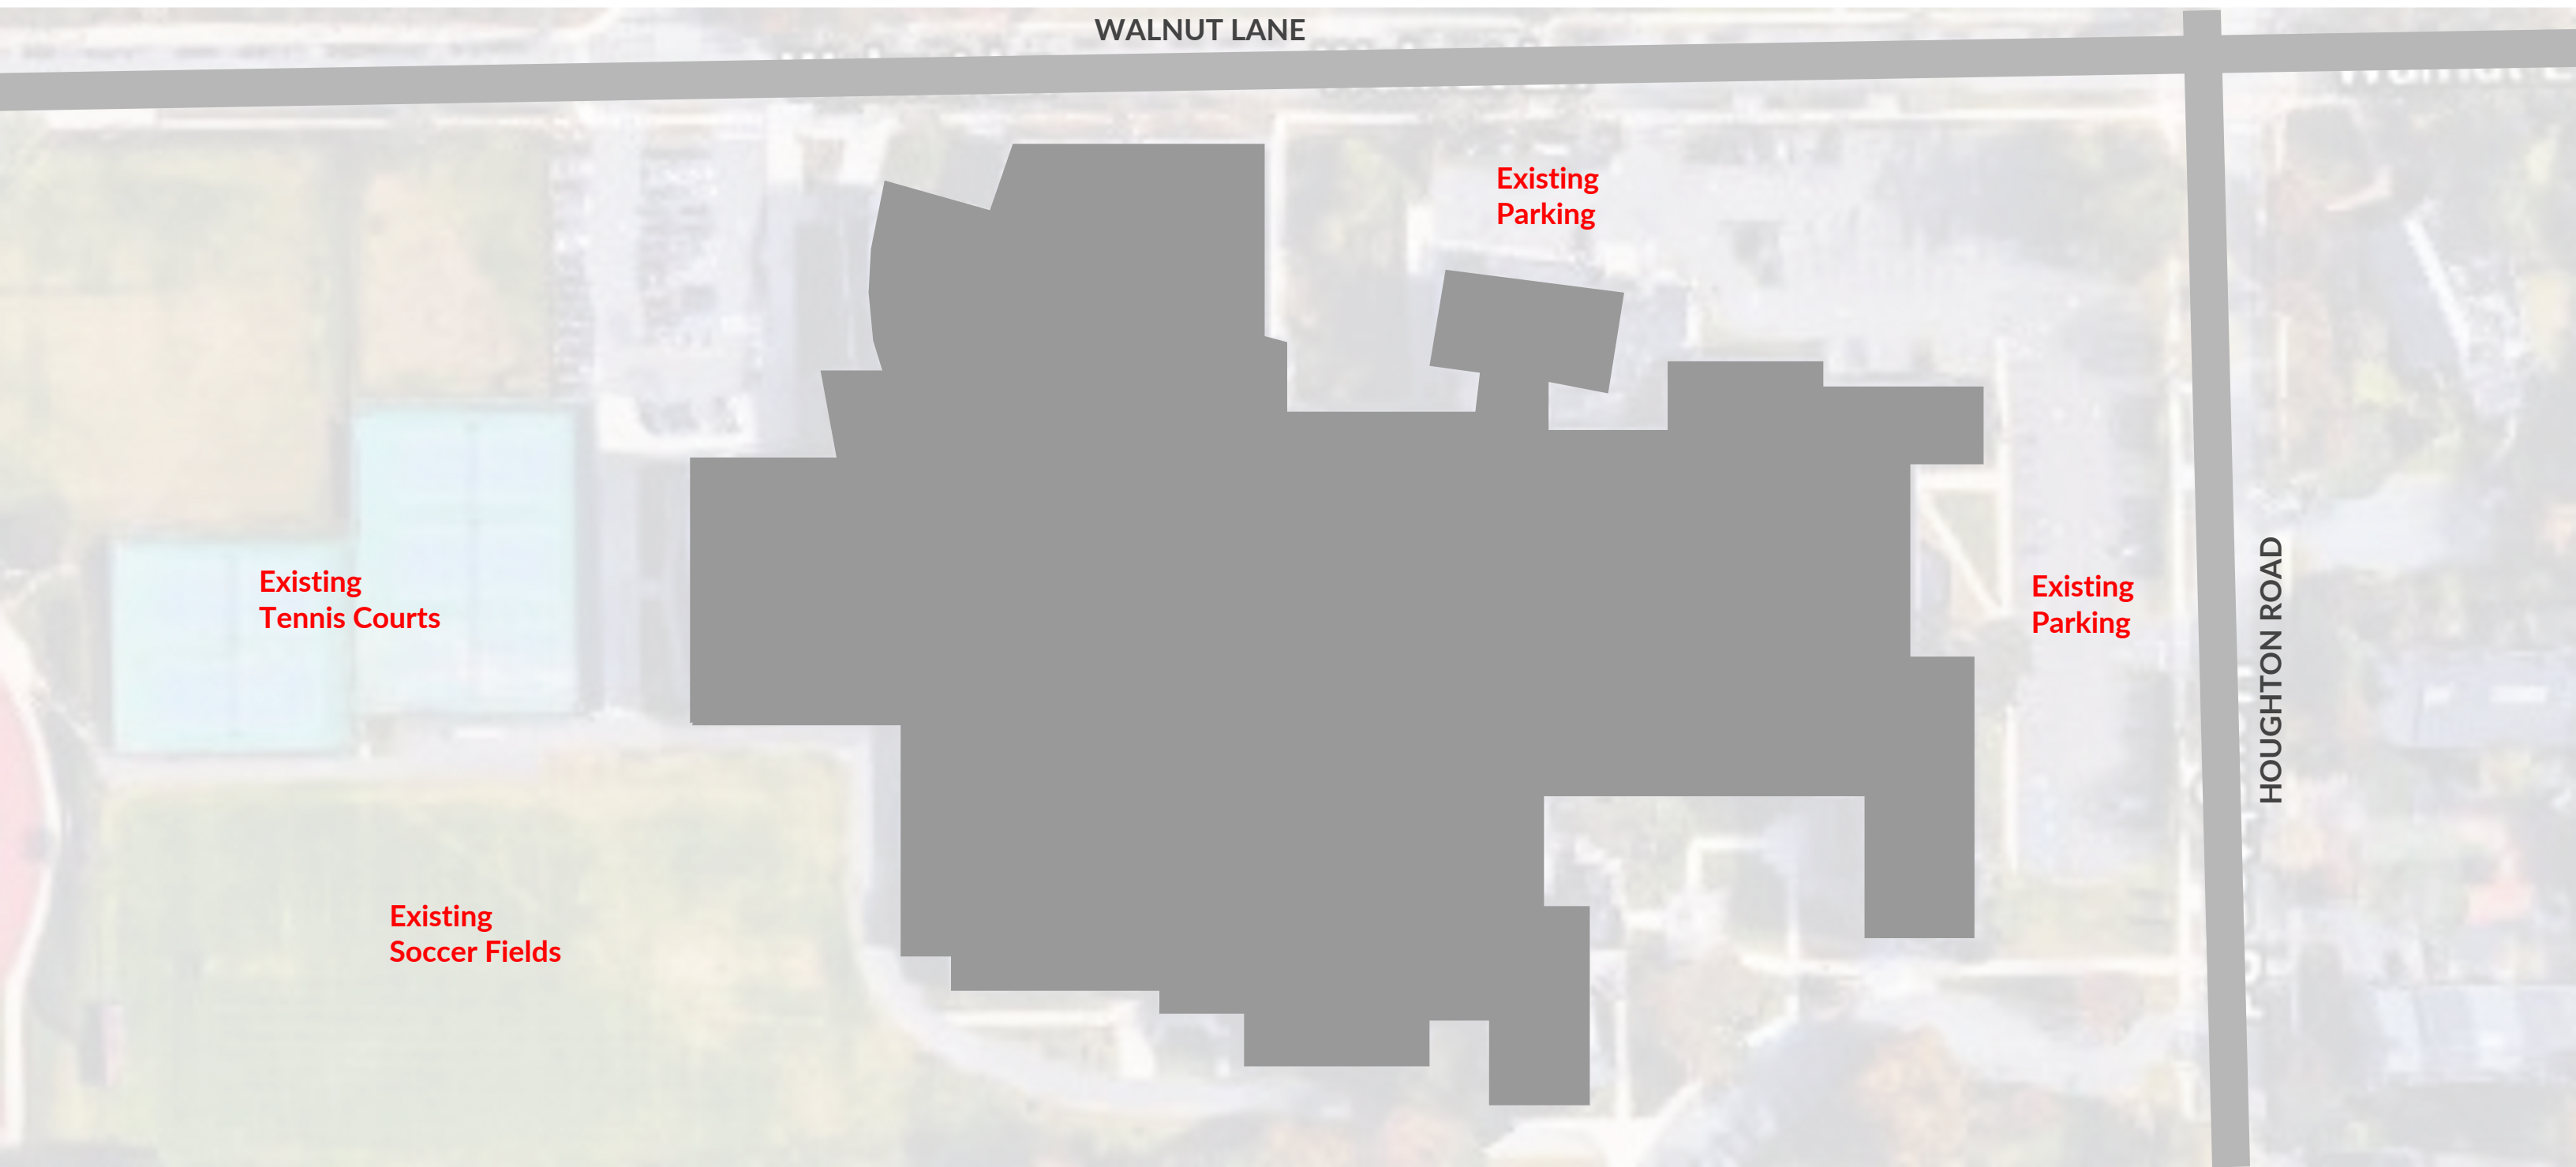 WALNUT LANE
Existing
Parking
Existing
Tennis Courts
Existing
Parking
HOUGHTON ROAD
Existing
Soccer Fields